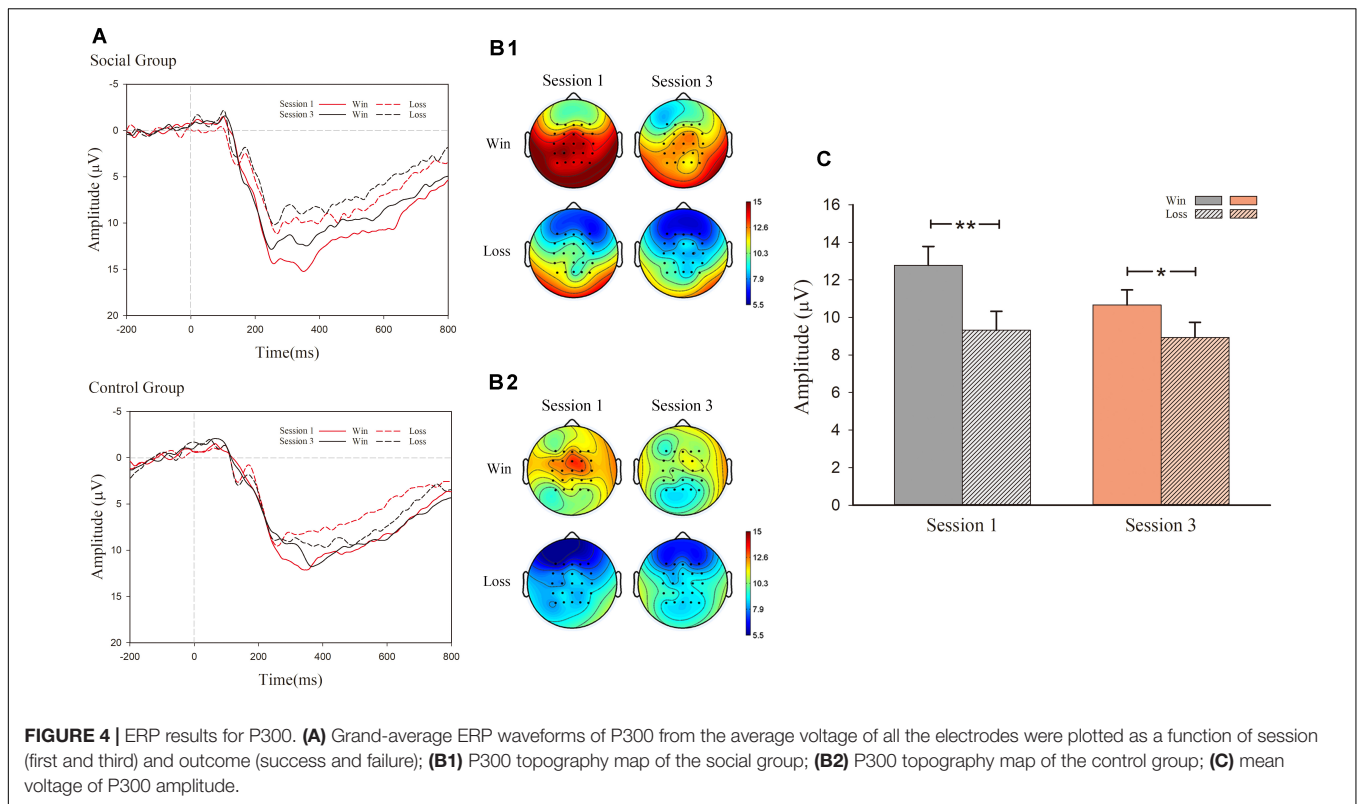 A
Social Group
-5
0
5
10
15
20
Amplitude (µV)
Session 1 Win Loss
Session 3 Win Loss
-200 0 200 400 600 800
Time(ms)
Control Group
-5
0
5
10
15
20
Amplitude (µV)
Session 1 Win Loss
Session 3 Win Loss
-200 0 200 400 600 800
Time(ms)
B1
Session 1 Session 3
Win
Loss
15
12.6
10.3
7.9
5.5
B2
Session 1 Session 3
Win
Loss
15
12.6
10.3
7.9
5.5
C
Win
Loss
16
14
12
10
8
6
4
2
0
Amplitude (µV)
** *
Session 1 Session 3
FIGURE 4 | ERP results for P300. (A) Grand-average ERP waveforms of P300 from the average voltage of all the electrodes were plotted as a function of session
(first and third) and outcome (success and failure); (B1) P300 topography map of the social group; (B2) P300 topography map of the control group; (C) mean
voltage of P300 amplitude.